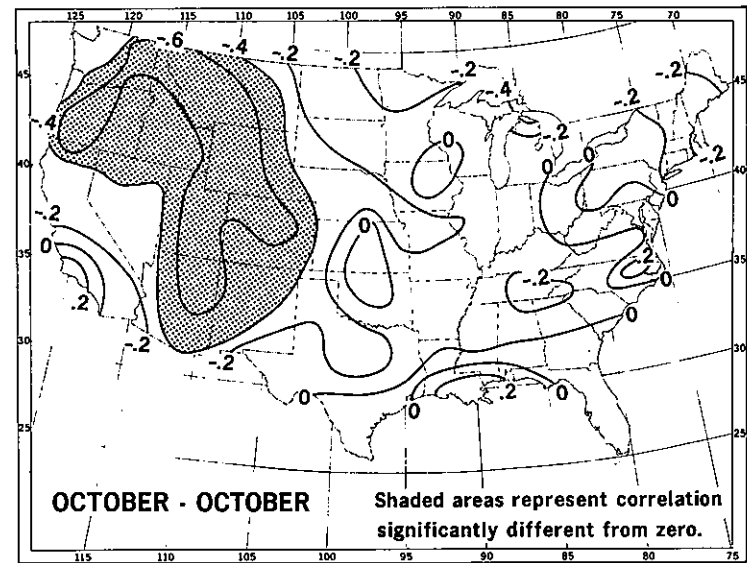 125 120 115 110 105 100 95 90 85 80 75 70
-.6 -.4 -.2 -.2
45 -.2 -.4 -.2 -.2 45
-.4 -.2 -.2
0 0 0 -.2
40 0 40
-.2 0
0 .2 35
35 -.2 0
.2 0
-.2 30
30 -.2
0 0 .2 0
25 25
OCTOBER - OCTOBER
Shaded areas represent correlation
significantly different from zero.
115 110 105 100 95 90 85 80 75